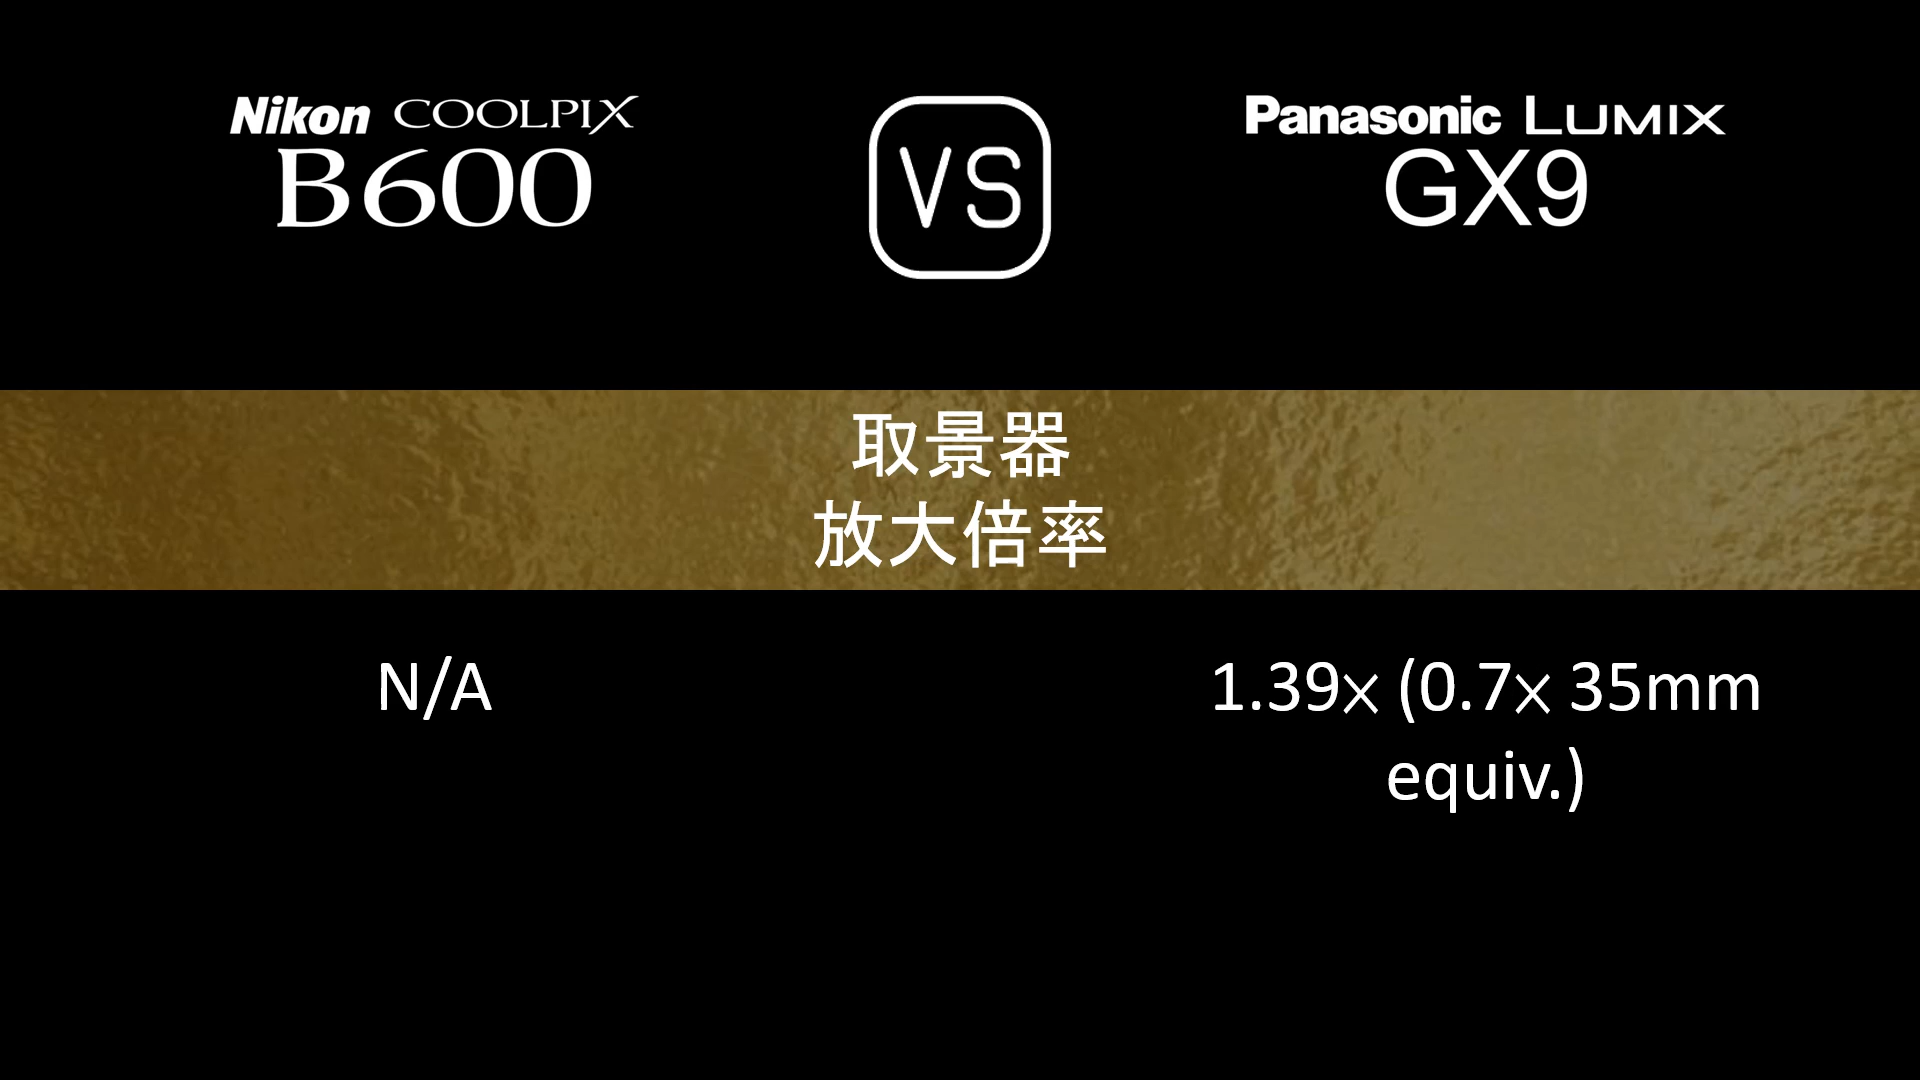 Nikon COOLPIX
B600
VS
Panasonic LUMIX
GX9
取景器
放大倍率
N/A
1.39x (0.7x 35mm
equiv.)